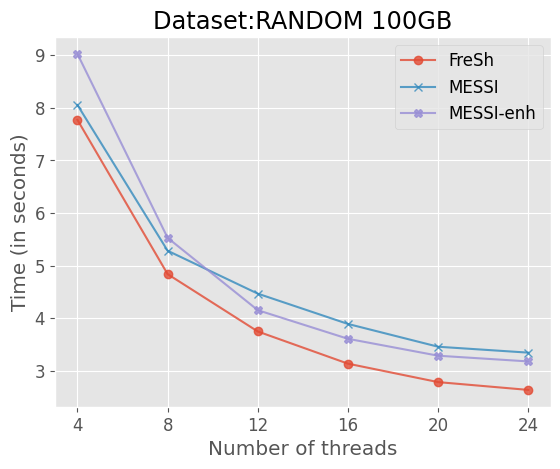 Dataset:RANDOM 100GB
FreSh
MESSI
MESSI-enh
9
8
7
6
5
4
3
Time (in seconds)
4 8 12 16 20 24
Number of threads